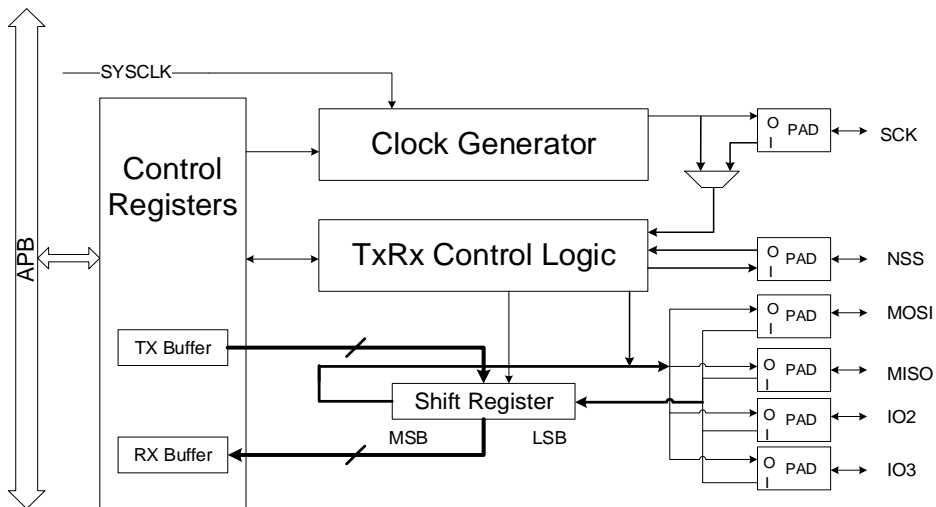 SYSCLK
Clock Generator
O
I
PAD
SCK
Control
Registers
APB
TxRx Control Logic
O
I
PAD
NSS
O
I
PAD
MOSI
TX Buffer
O
I
PAD
MISO
Shift Register
MSB
LSB
O
I
PAD
IO2
RX Buffer
O
I
PAD
IO3